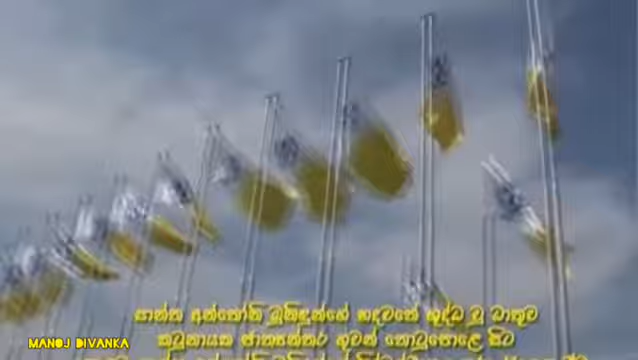 ශාන්ත අන්තෝනි මුනිඳුන්ගේ හදවතේ ශුද්ධ වූ ධාතුව
කටුනායක ජාත්‍යන්තර ගුවන් තොටුපොළෙ සිට
MANOJ DIVANKA